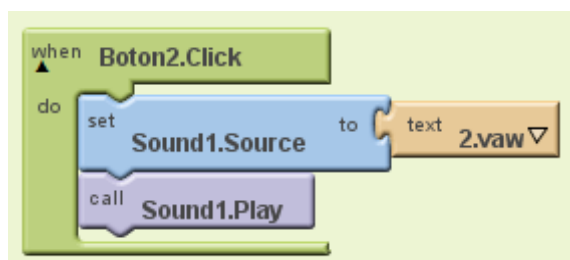 when Boton2.Click
do
set Sound1.Source to text 2.vaw
call Sound1.Play